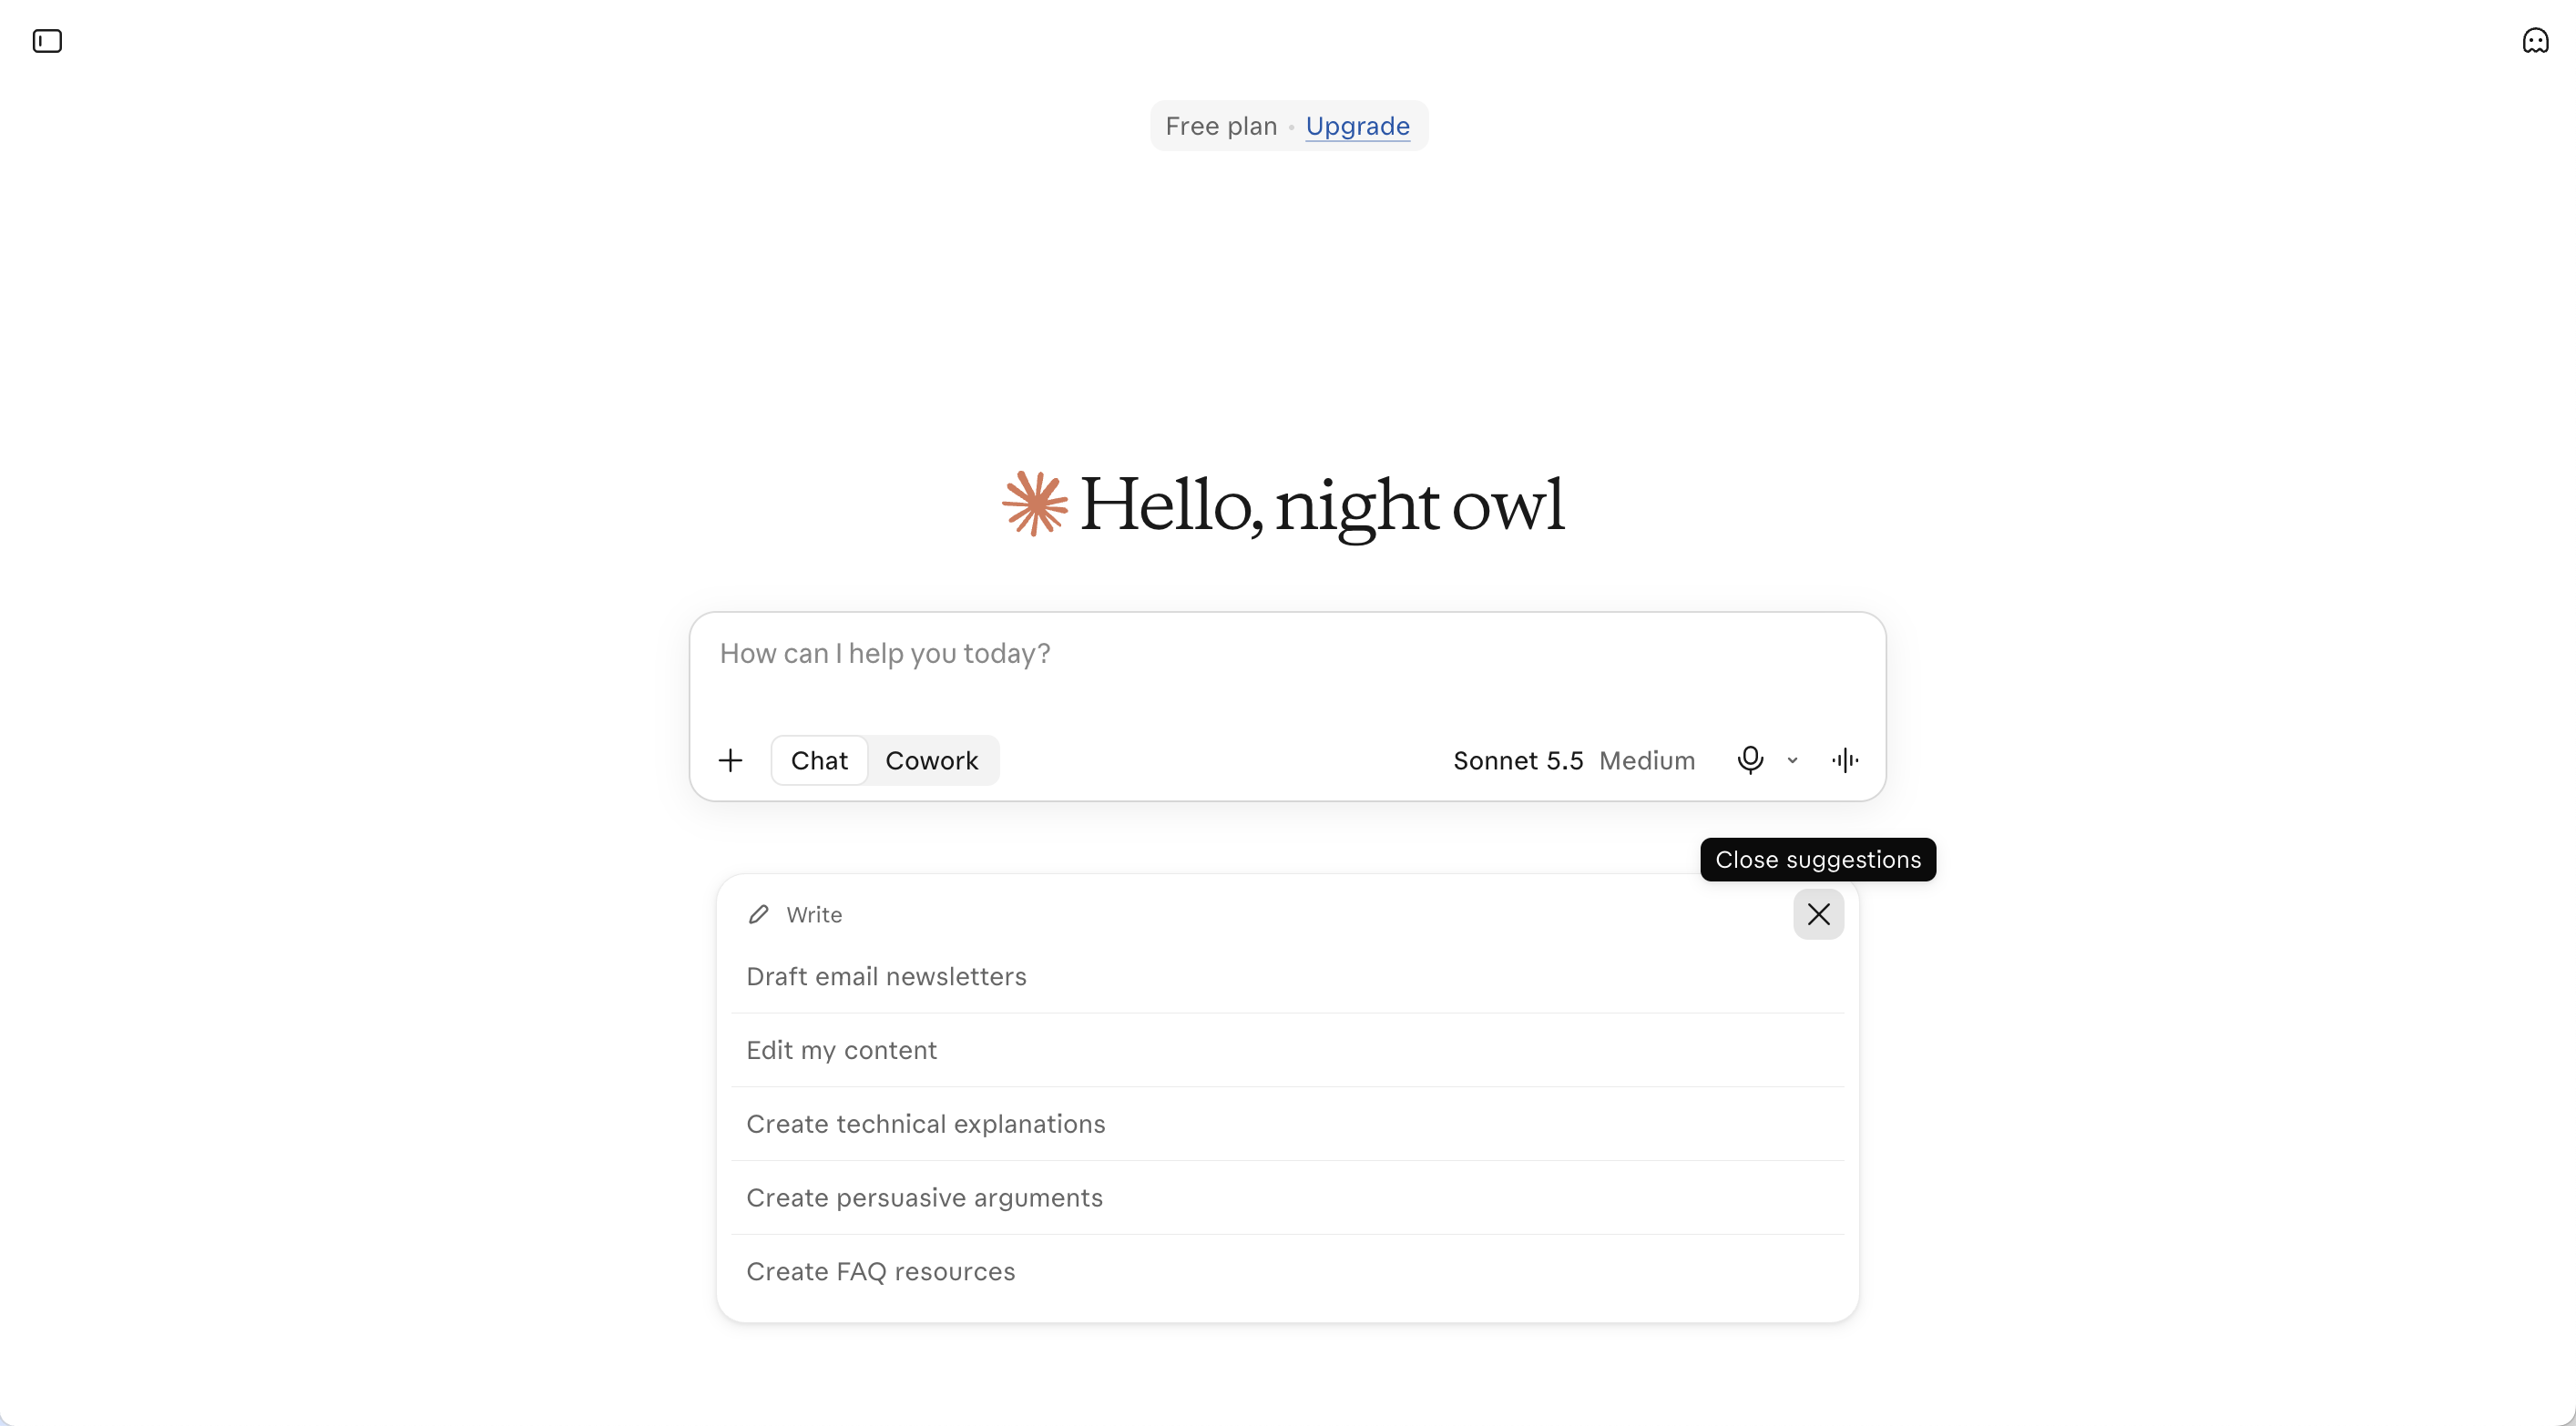 Free plan • Upgrade
Hello, night owl
How can I help you today?
Chat Cowork Sonnet 5.5 Medium
Close suggestions
Write
Draft email newsletters
Edit my content
Create technical explanations
Create persuasive arguments
Create FAQ resources